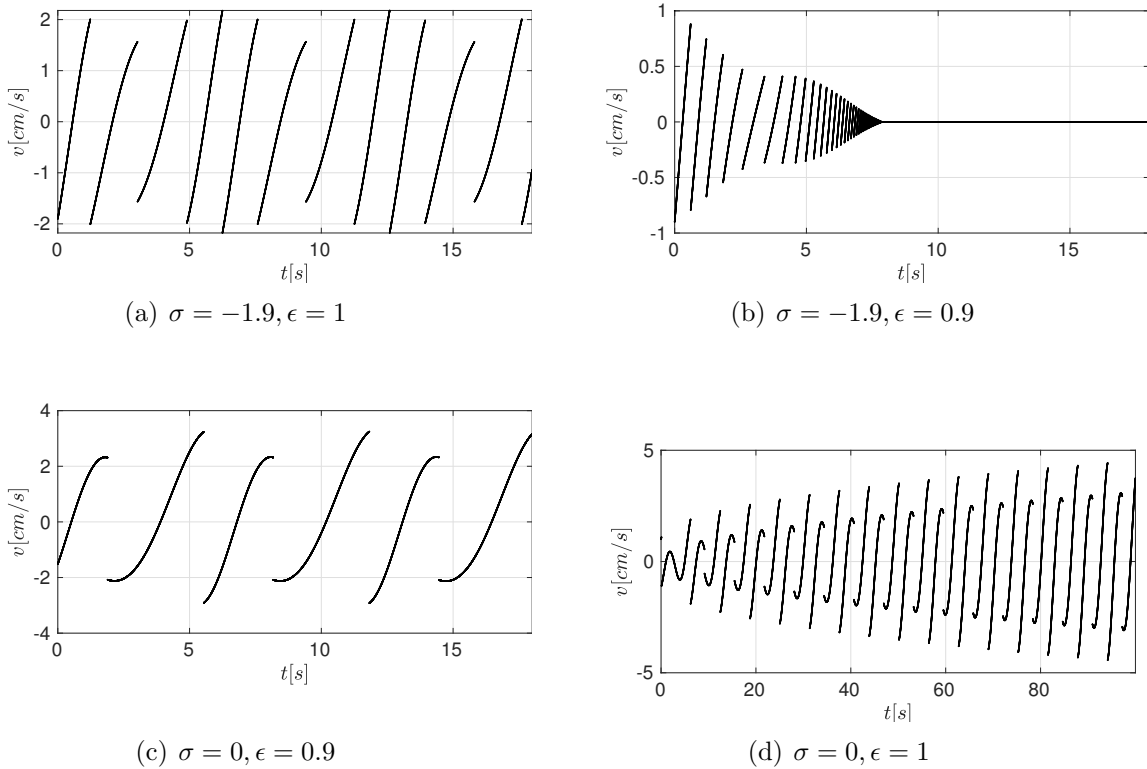 2
1
0
-1
-2
v[cm/s]
0 5 10 15
t[s]
(a) σ = −1.9, ϵ = 1
1
0.5
0
-0.5
-1
v[cm/s]
0 5 10 15
t[s]
(b) σ = −1.9, ϵ = 0.9
4
2
0
-2
-4
v[cm/s]
0 5 10 15
t[s]
(c) σ = 0, ϵ = 0.9
5
0
-5
v[cm/s]
0 20 40 60 80
t[s]
(d) σ = 0, ϵ = 1